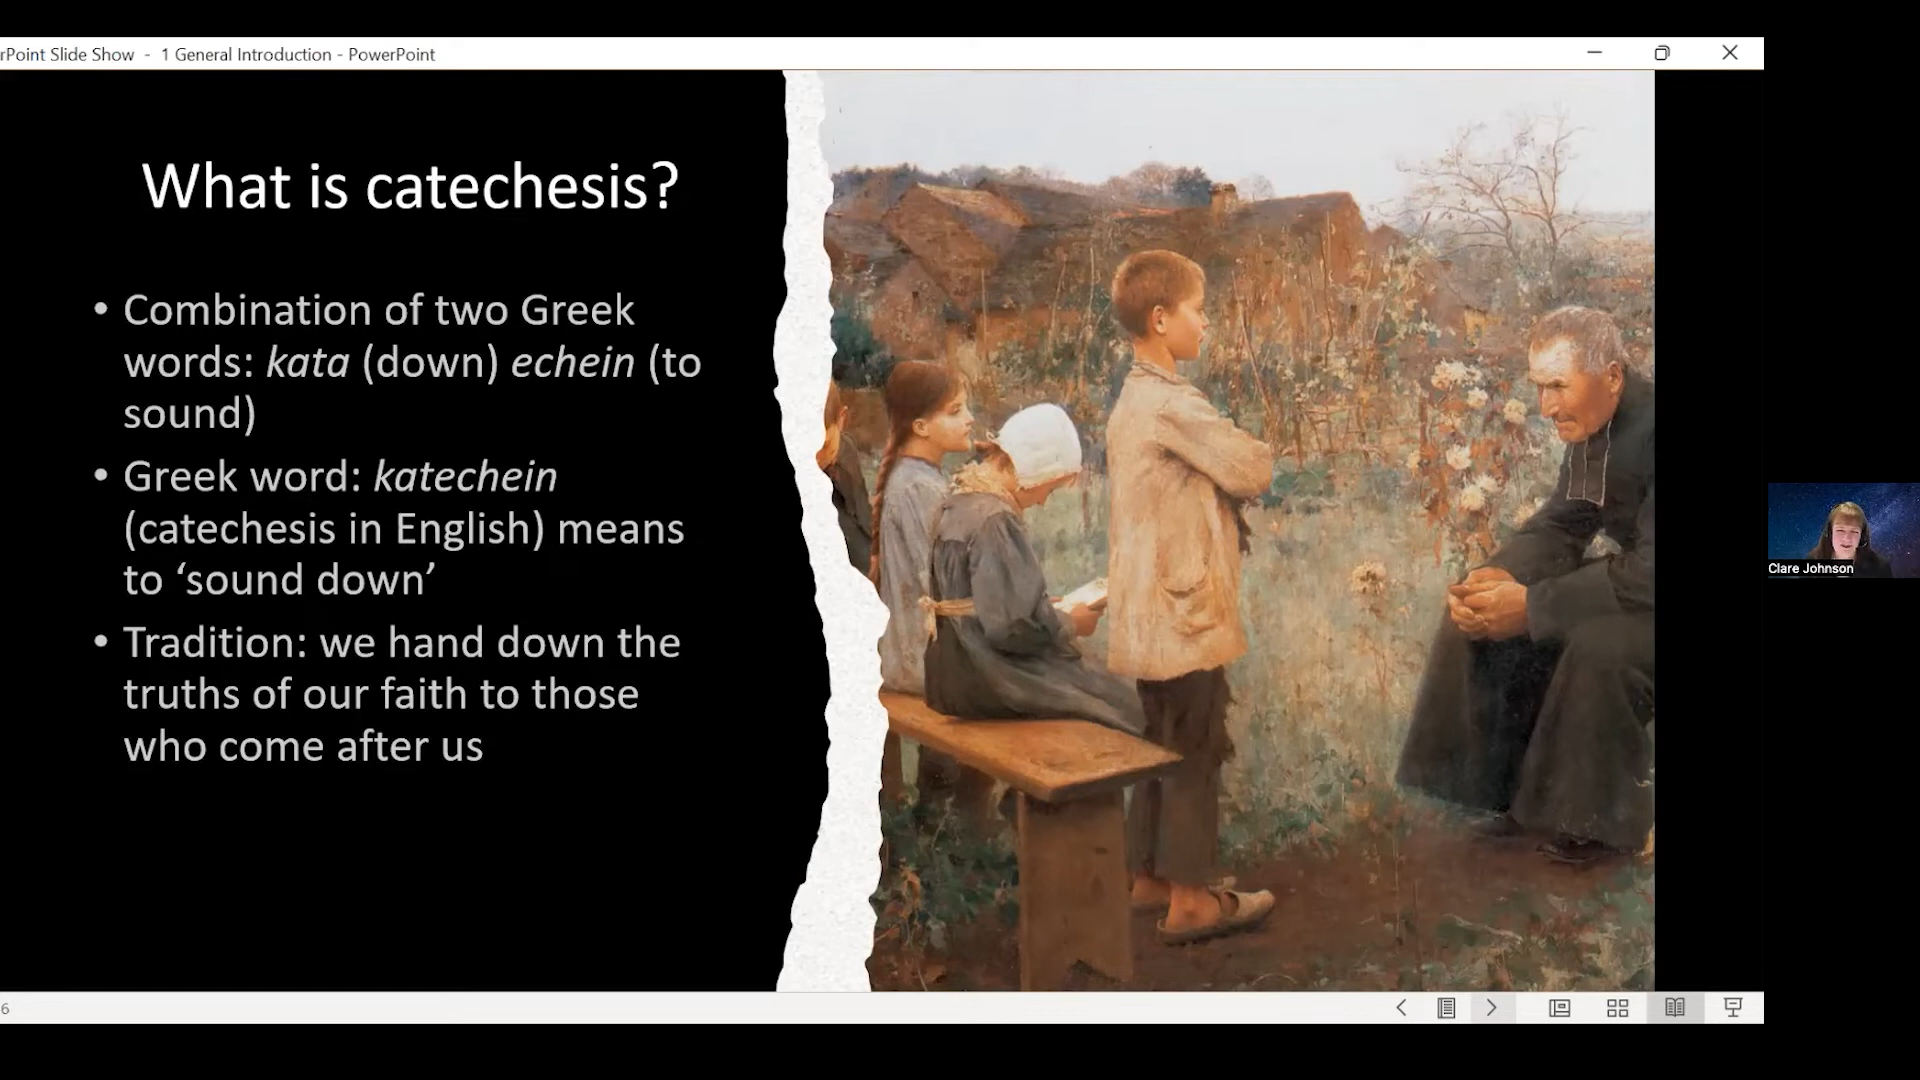 rPoint Slide Show - 1 General Introduction - PowerPoint
What is catechesis?
• Combination of two Greek
words: kata (down) echein (to
sound)
• Greek word: katechein
(catechesis in English) means
to ‘sound down’
• Tradition: we hand down the
truths of our faith to those
who come after us
Clare Johnson
6